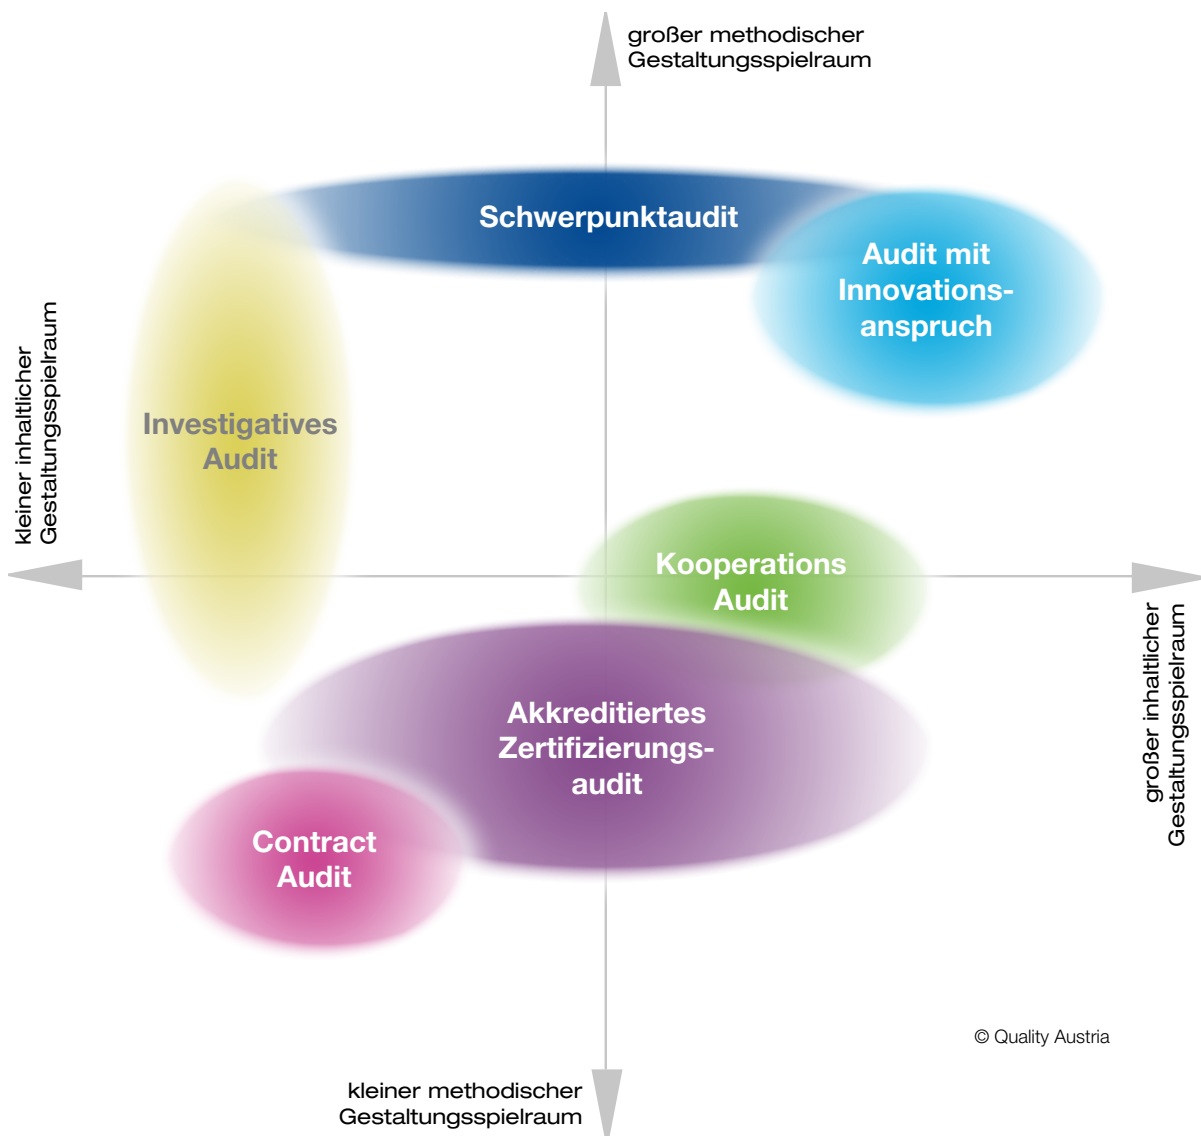 großer methodischer
Gestaltungsspielraum
Schwerpunktaudit
Audit mit
Innovations-
anspruch
kleiner inhaltlicher
Gestaltungsspielraum
Investigatives
Audit
Kooperations
Audit
großer inhaltlicher
Gestaltungsspielraum
Akkreditiertes
Zertifizierungs-
audit
Contract
Audit
© Quality Austria
kleiner methodischer
Gestaltungsspielraum